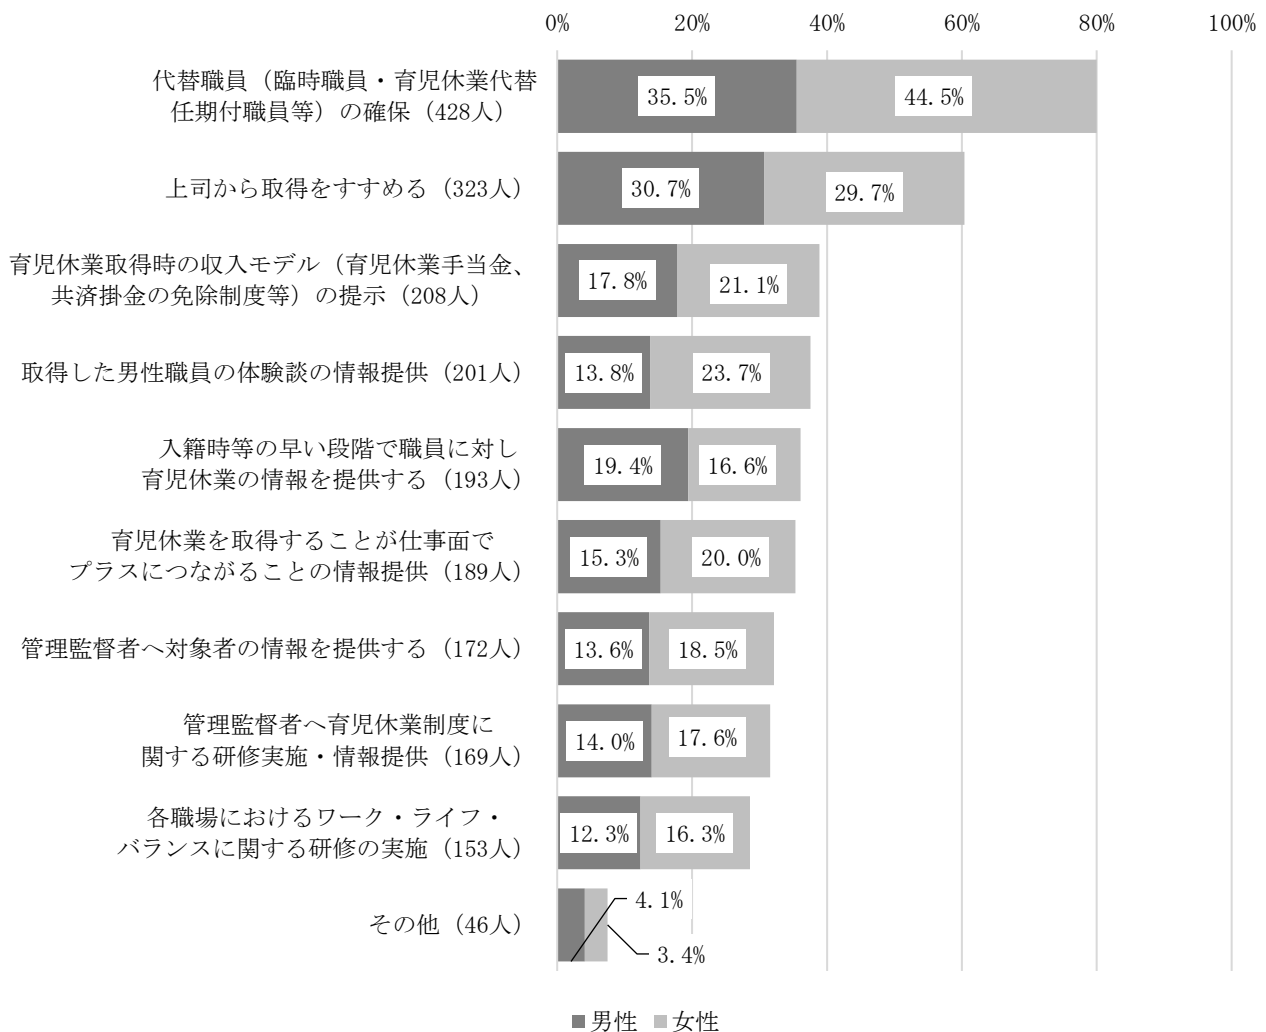 0% 20% 40% 60% 80% 100%
代替職員（臨時職員・育児休業代替
任期付職員等）の確保（428人）
35.5% 44.5%
上司から取得をすすめる（323人）
30.7% 29.7%
育児休業取得時の収入モデル（育児休業手当金、
共済掛金の免除制度等）の提示（208人）
17.8% 21.1%
取得した男性職員の体験談の情報提供（201人）
13.8% 23.7%
入籍時等の早い段階で職員に対し
育児休業の情報を提供する（193人）
19.4% 16.6%
育児休業を取得することが仕事面で
プラスにつながることの情報提供（189人）
15.3% 20.0%
管理監督者へ対象者の情報を提供する（172人）
13.6% 18.5%
管理監督者へ育児休業制度に
関する研修実施・情報提供（169人）
14.0% 17.6%
各職場におけるワーク・ライフ・
バランスに関する研修の実施（153人）
12.3% 16.3%
その他（46人）
4.1%
3.4%
男性 女性